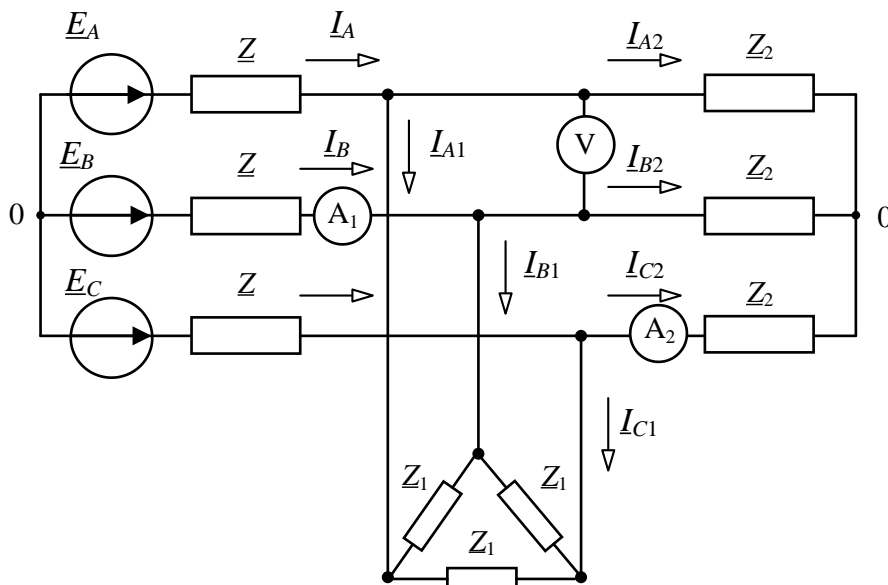 E_A Z I_A I_A2 Z_2
V
E_B Z I_B I_A1 I_B2 Z_2
0 A_1 0
E_C Z I_B1 I_C2 Z_2
A_2
I_C1
Z_1 Z_1
Z_1